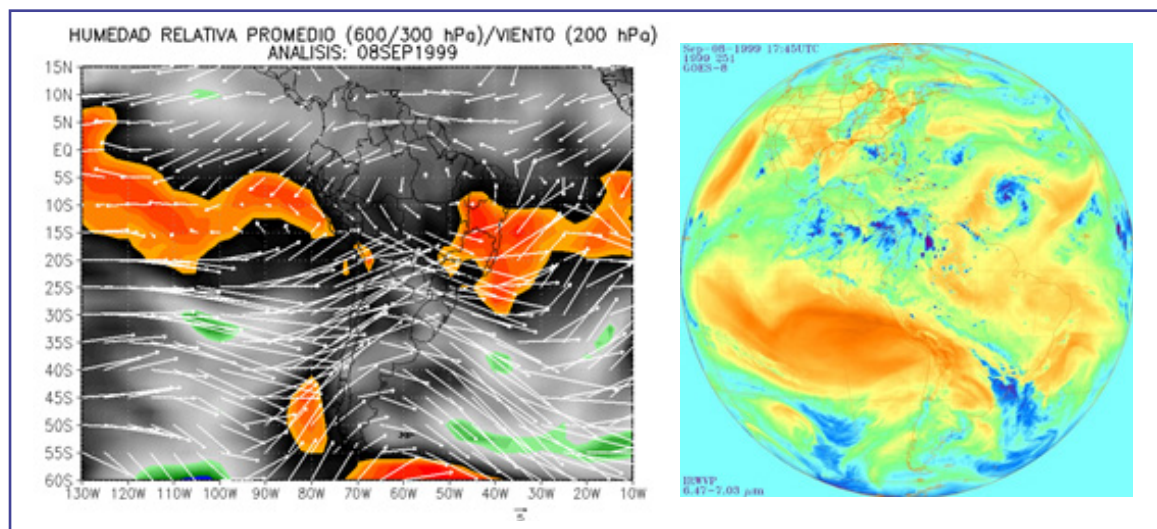 HUMEDAD RELATIVA PROMEDIO (600/300 hPa)/VIENTO (200 hPa)
ANALISIS: 08SEP1999
15N
10N
5N
EQ
5S
10S
15S
20S
25S
30S
35S
40S
45S
50S
55S
60S
130W 120W 110W 100W 90W 80W 70W 60W 50W 40W 30W 20W 10W
5
Sep-08-1999 17:45UTC
1999 251
GOES-8
IRWVP
6.47-7.03 µm